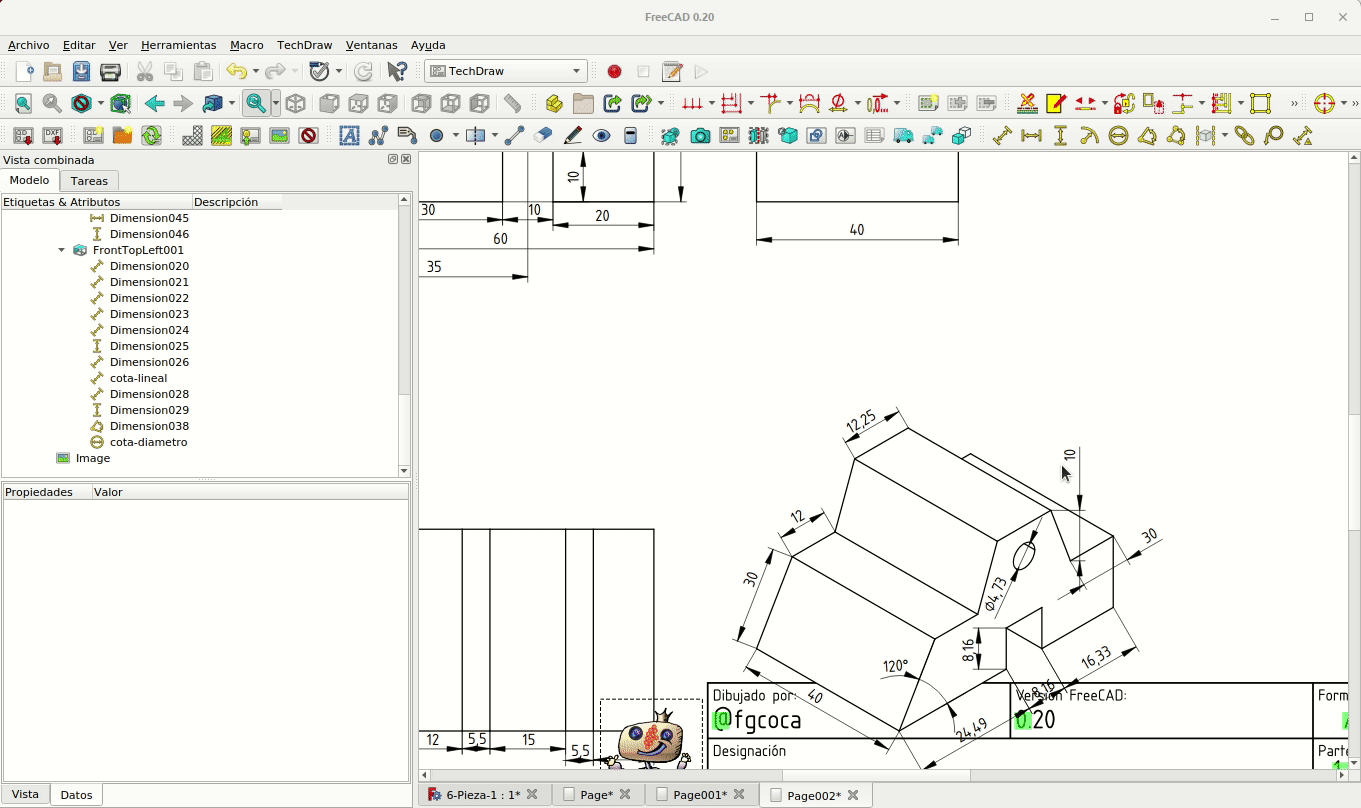 FreeCAD 0.20
Archivo Editar Ver Herramientas Macro TechDraw Ventanas Ayuda
TechDraw
Vista combinada
Modelo Tareas
Etiquetas & Atributos Descripción
Dimension045
Dimension046
FrontTopLeft001
Dimension020
Dimension021
Dimension022
Dimension023
Dimension024
Dimension025
Dimension026
cota-lineal
Dimension028
Dimension029
Dimension038
cota-diametro
Image
Propiedades Valor
Vista Datos
10
30 10 20
60
35
40
12,25
10
12
30
30
Φ4,73
8,16
120°
16,33
40
8,16
24,49
12 5,5 15 5,5
Dibujado por: Versión FreeCAD: Form
@fgcoca 0.20
Designación Parte
6-Pieza-1 : 1* Page* Page001* Page002*